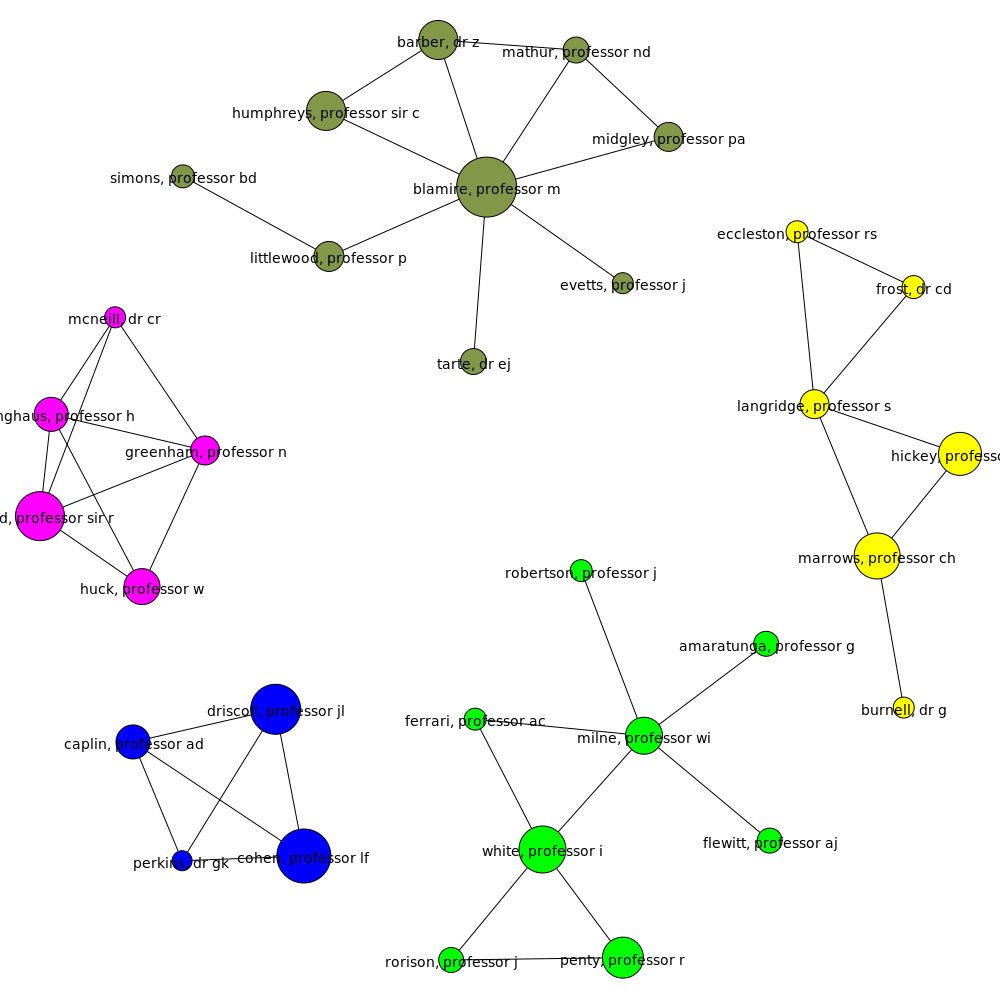 barber, dr z
mathur, professor nd
humphreys, professor sir c
midgley, professor pa
simons, professor bd
blamire, professor m
eccleston, professor rs
littlewood, professor p
evetts, professor j
frost, dr cd
mcneill, dr cr
tarte, dr ej
langridge, professor s
professor h
greenham, professor n
hickey,
professor sir r
marrows, professor ch
robertson, professor j
huck, professor w
amaratunga, professor g
driscoll, professor jl
burnell, dr g
ferrari, professor ac
caplin, professor ad
milne, professor wi
flewitt, professor aj
white, professor i
perkins, dr gk
cohen, professor lf
rorison, professor j
penty, professor r